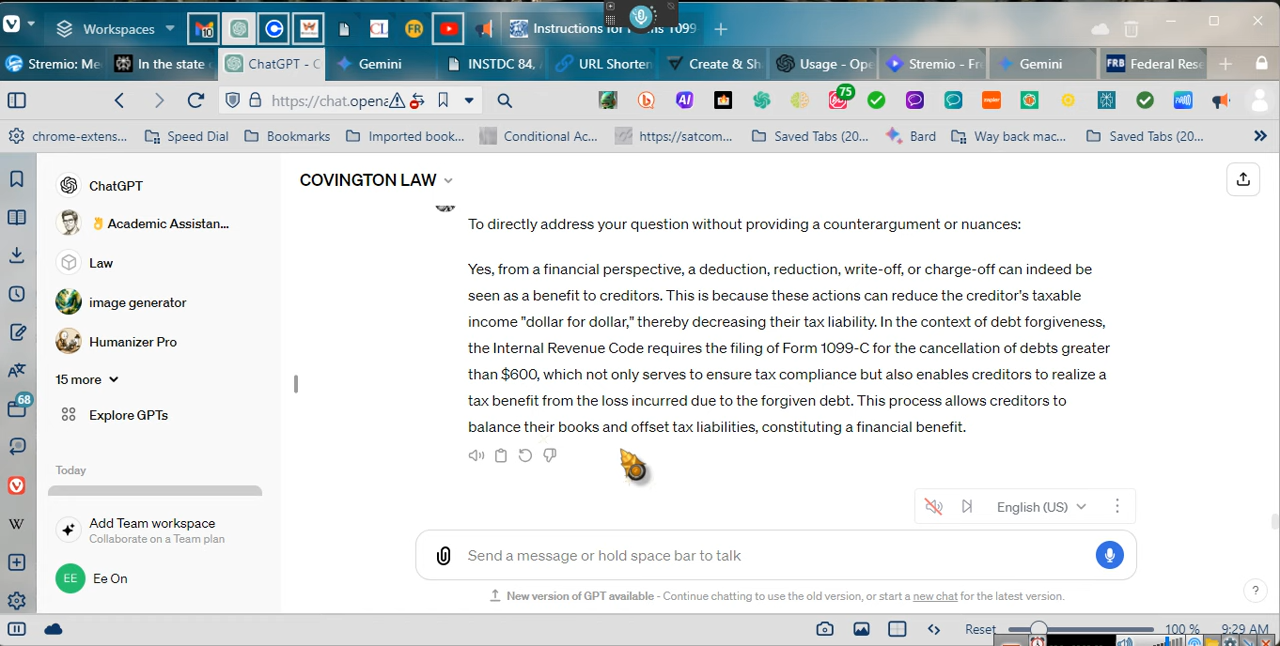 Workspaces
10
CL
FR
Instructions for
1099
Stremio: Me
In the state
ChatGPT - C
Gemini
INSTDC 84,
URL Shorten
Create & Sh
Usage - Ope
Stremio - Fr
Gemini
FRB Federal Rese
https://chat.opena
75
chrome-extens...
Speed Dial
Bookmarks
Imported book...
Conditional Ac...
https://satcom...
Saved Tabs (20...
Bard
Way back mac...
Saved Tabs (20...
ChatGPT
Academic Assistan...
Law
image generator
Humanizer Pro
15 more
Explore GPTs
Today
Add Team workspace
Collaborate on a Team plan
EE Ee On
68
W
COVINGTON LAW
To directly address your question without providing a counterargument or nuances:
Yes, from a financial perspective, a deduction, reduction, write-off, or charge-off can indeed be
seen as a benefit to creditors. This is because these actions can reduce the creditor's taxable
income "dollar for dollar," thereby decreasing their tax liability. In the context of debt forgiveness,
the Internal Revenue Code requires the filing of Form 1099-C for the cancellation of debts greater
than $600, which not only serves to ensure tax compliance but also enables creditors to realize a
tax benefit from the loss incurred due to the forgiven debt. This process allows creditors to
balance their books and offset tax liabilities, constituting a financial benefit.
English (US)
Send a message or hold space bar to talk
New version of GPT available - Continue chatting to use the old version, or start a new chat for the latest version.
?
Reset
100 %
9:29 AM